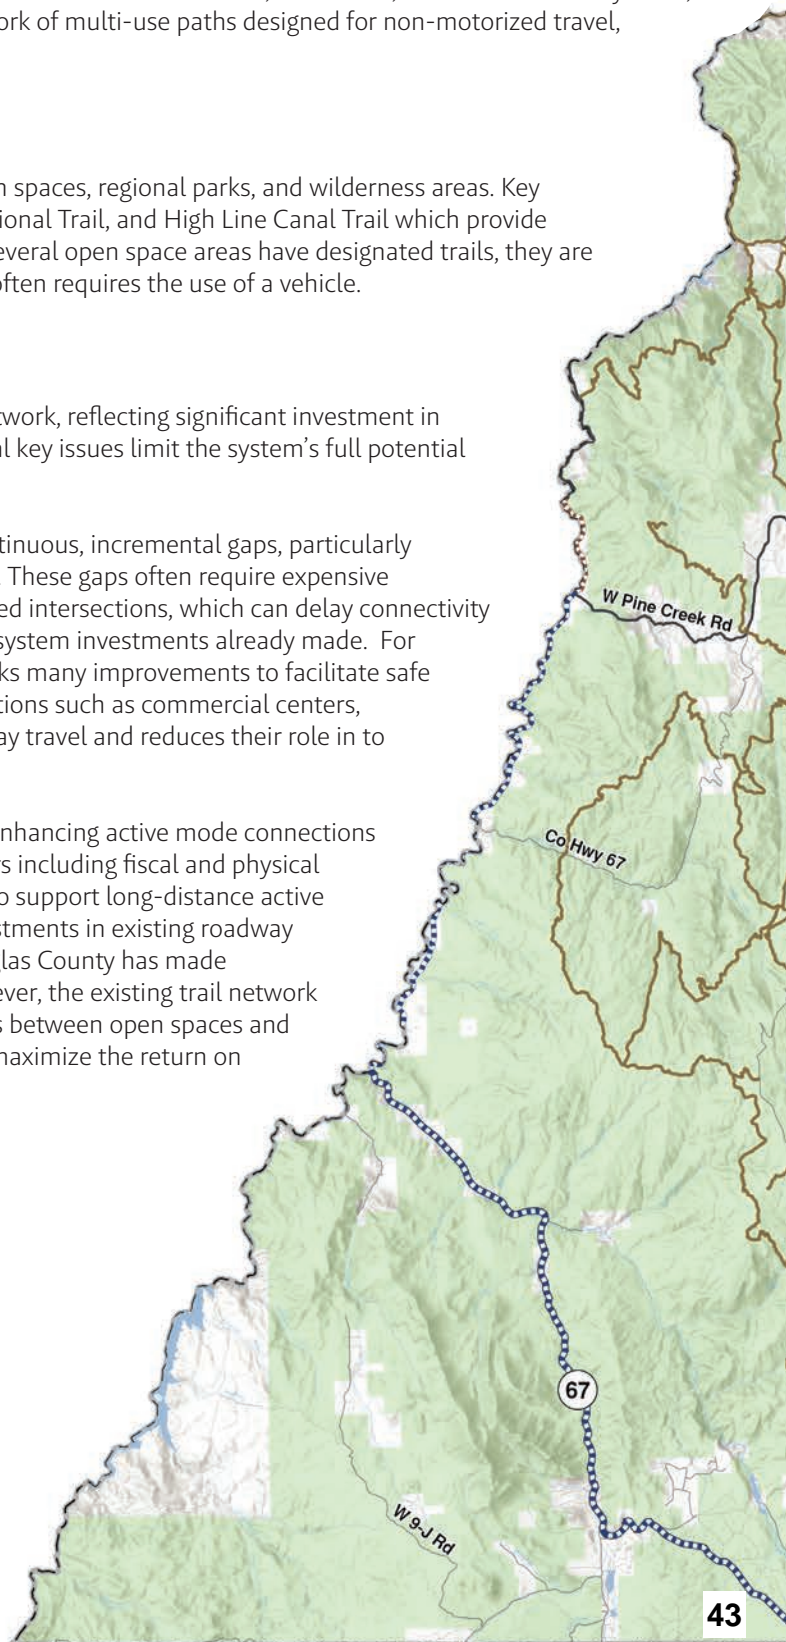 ork of multi-use paths designed for non-motorized travel,
n spaces, regional parks, and wilderness areas. Key
ional Trail, and High Line Canal Trail which provide
everal open space areas have designated trails, they are
often requires the use of a vehicle.
twork, reflecting significant investment in
al key issues limit the system's full potential
tinuous, incremental gaps, particularly
. These gaps often require expensive
ed intersections, which can delay connectivity
system investments already made.  For
ks many improvements to facilitate safe
tions such as commercial centers,
ay travel and reduces their role in to
enhancing active mode connections
rs including fiscal and physical
o support long-distance active
stments in existing roadway
glas County has made
ever, the existing trail network
s between open spaces and
maximize the return on
W Pine Creek Rd
Co Hwy 67
67
W 9-J Rd
43